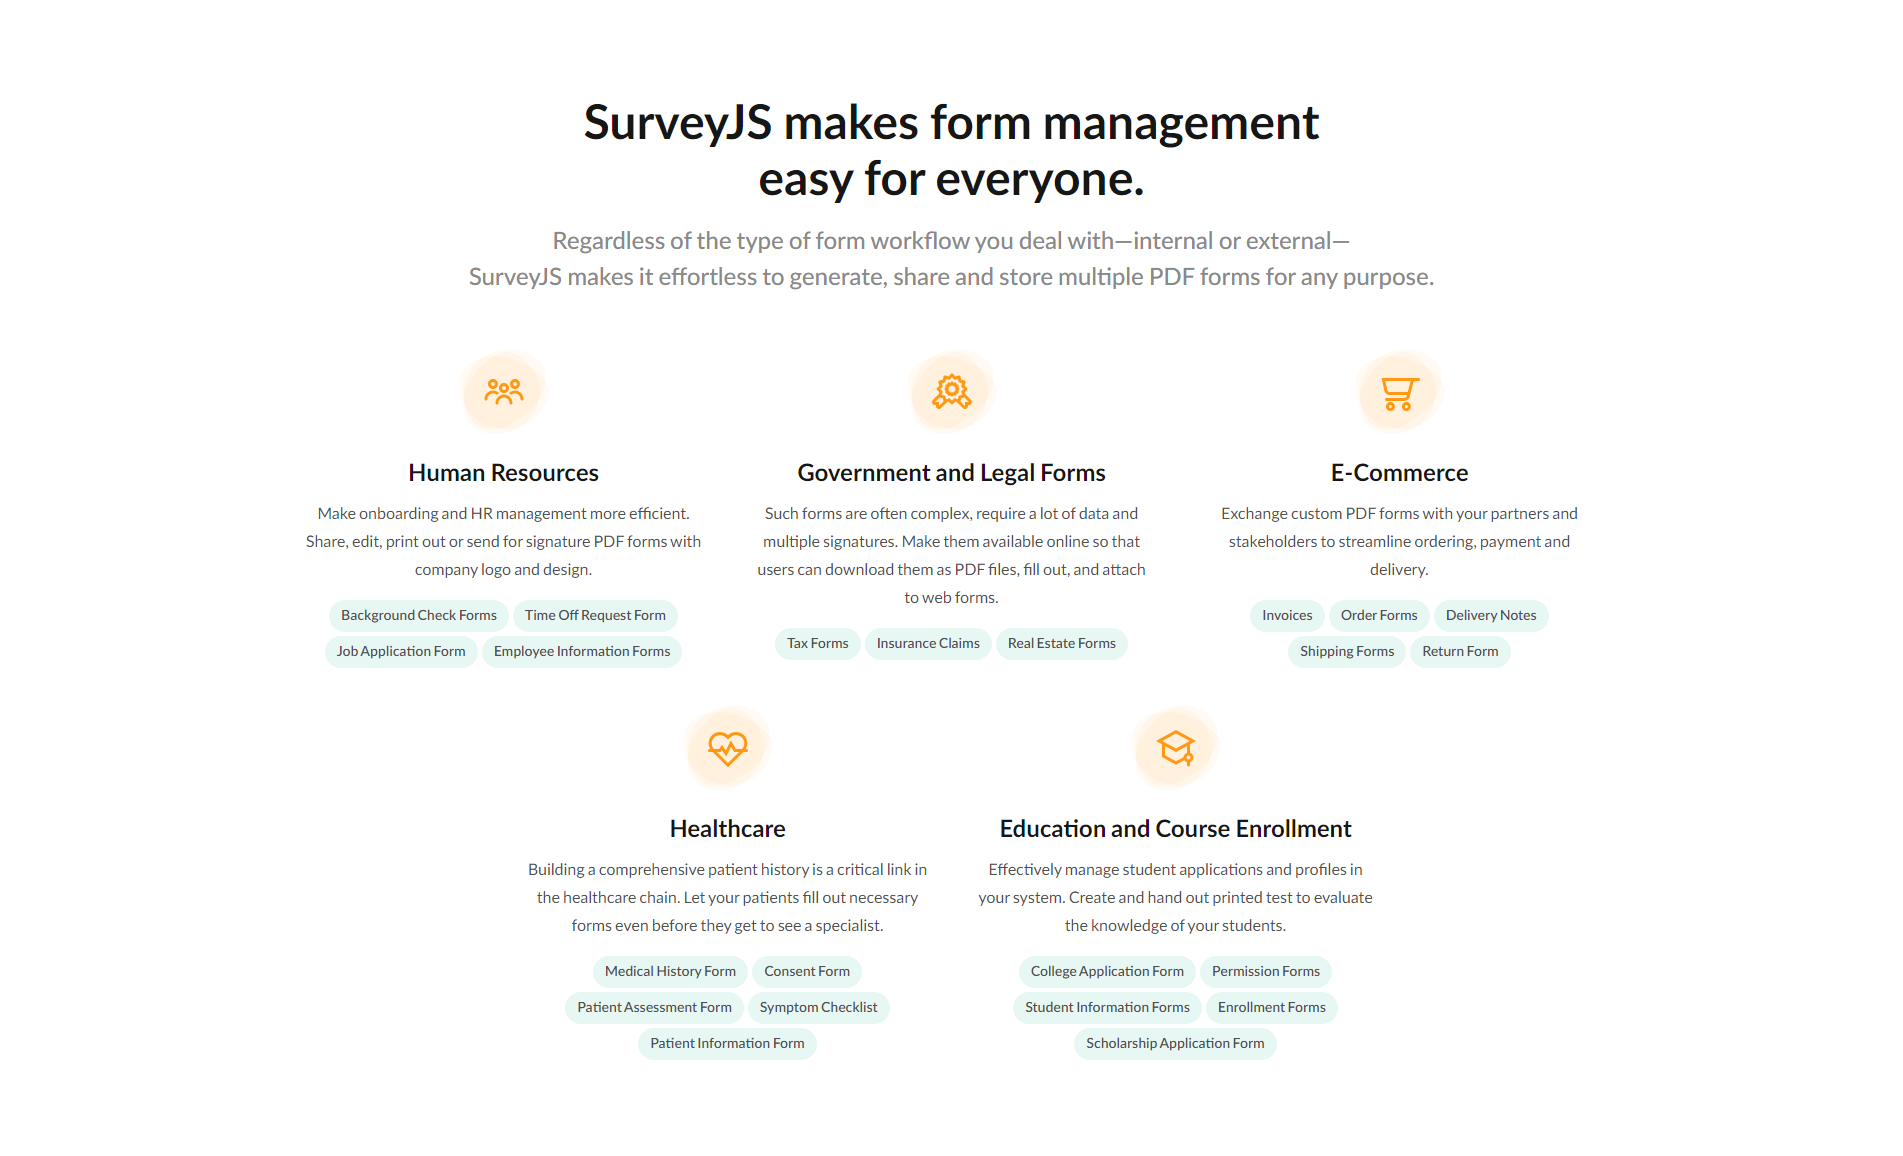 SurveyJS makes form management
easy for everyone.
Regardless of the type of form workflow you deal with—internal or external—
SurveyJS makes it effortless to generate, share and store multiple PDF forms for any purpose.
Human Resources
Make onboarding and HR management more efficient.
Share, edit, print out or send for signature PDF forms with
company logo and design.
Background Check Forms Time Off Request Form
Job Application Form Employee Information Forms
Government and Legal Forms
Such forms are often complex, require a lot of data and
multiple signatures. Make them available online so that
users can download them as PDF files, fill out, and attach
to web forms.
Tax Forms Insurance Claims Real Estate Forms
E-Commerce
Exchange custom PDF forms with your partners and
stakeholders to streamline ordering, payment and
delivery.
Invoices Order Forms Delivery Notes
Shipping Forms Return Form
Healthcare
Building a comprehensive patient history is a critical link in
the healthcare chain. Let your patients fill out necessary
forms even before they get to see a specialist.
Medical History Form Consent Form
Patient Assessment Form Symptom Checklist
Patient Information Form
Education and Course Enrollment
Effectively manage student applications and profiles in
your system. Create and hand out printed test to evaluate
the knowledge of your students.
College Application Form Permission Forms
Student Information Forms Enrollment Forms
Scholarship Application Form